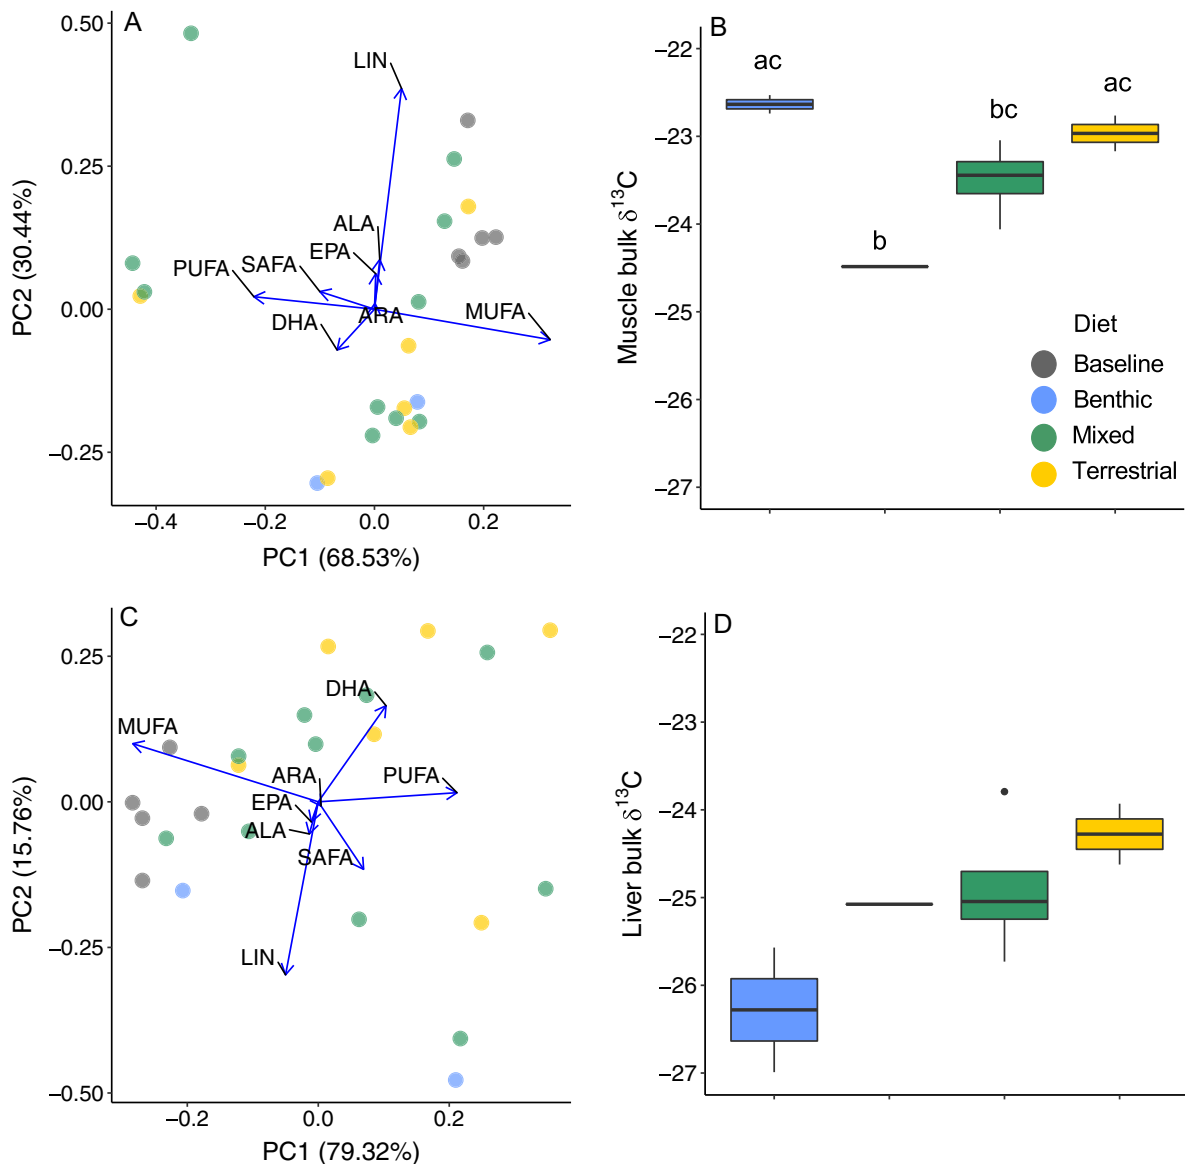 A
0.50
0.25
0.00
−0.25
PC2 (30.44%)
LIN
ALA
EPA
SAFA
PUFA
DHA
ARA
MUFA
−0.4
−0.2
0.0
0.2
PC1 (68.53%)
B
−22
−23
−24
−25
−26
−27
Muscle bulk δ13C
ac
b
bc
ac
Diet
Baseline
Benthic
Mixed
Terrestrial
C
0.25
0.00
−0.25
−0.50
PC2 (15.76%)
DHA
MUFA
ARA
PUFA
EPA
ALA
SAFA
LIN
−0.2
0.0
0.2
PC1 (79.32%)
D
−22
−23
−24
−25
−26
−27
Liver bulk δ13C